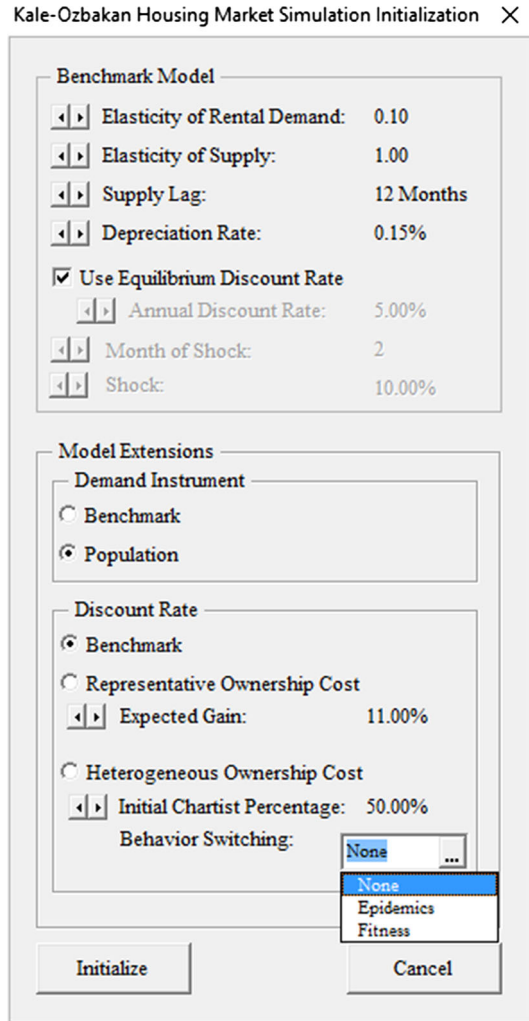 Kale-Ozbakan Housing Market Simulation Initialization X
Benchmark Model
Elasticity of Rental Demand: 0.10
Elasticity of Supply: 1.00
Supply Lag: 12 Months
Depreciation Rate: 0.15%
Use Equilibrium Discount Rate
Annual Discount Rate: 5.00%
Month of Shock: 2
Shock: 10.00%
Model Extensions
Demand Instrument
Benchmark
Population
Discount Rate
Benchmark
Representative Ownership Cost
Expected Gain: 11.00%
Heterogeneous Ownership Cost
Initial Chartist Percentage: 50.00%
Behavior Switching: None ...
None
Epidemics
Fitness
Initialize Cancel